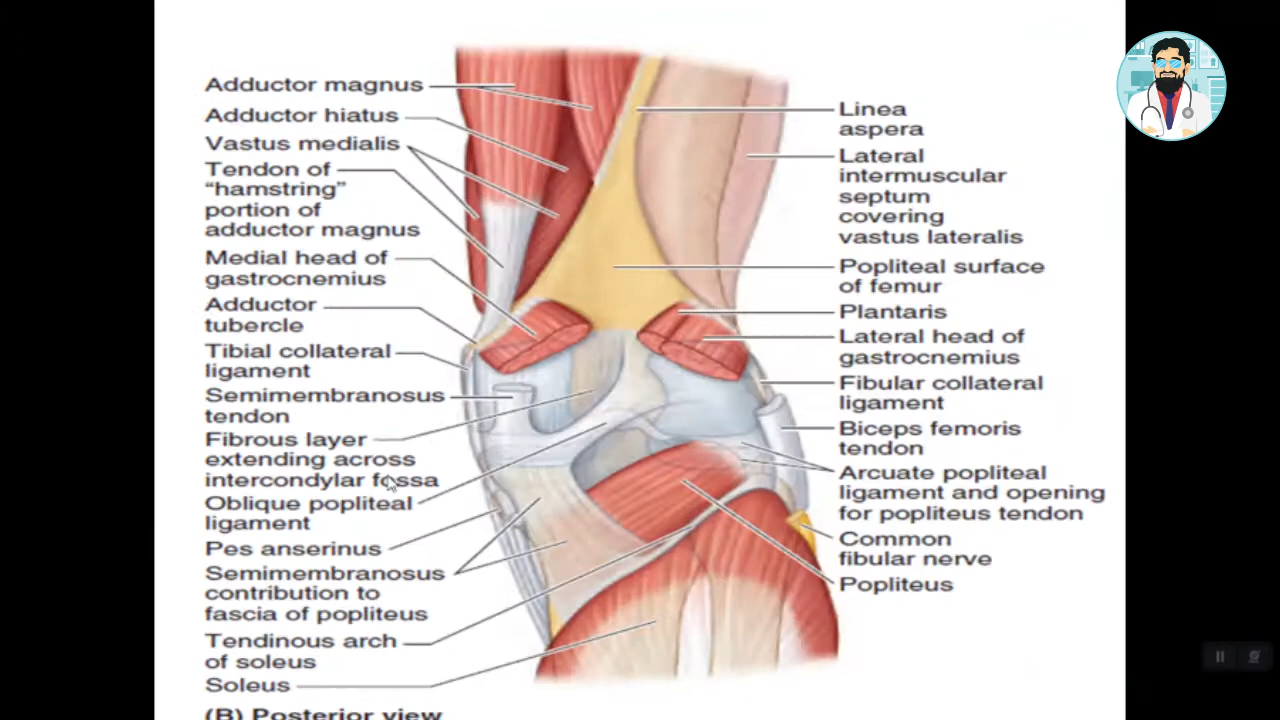 Adductor magnus
Adductor hiatus
Vastus medialis
Tendon of
“hamstring”
portion of
adductor magnus
Medial head of
gastrocnemius
Adductor
tubercle
Tibial collateral
ligament
Semimembranosus
tendon
Fibrous layer
extending across
intercondylar fossa
Oblique popliteal
ligament
Pes anserinus
Semimembranosus
contribution to
fascia of popliteus
Tendinous arch
of soleus
Soleus
(B) Posterior view
Linea
aspera
Lateral
intermuscular
septum
covering
vastus lateralis
Popliteal surface
of femur
Plantaris
Lateral head of
gastrocnemius
Fibular collateral
ligament
Biceps femoris
tendon
Arcuate popliteal
ligament and opening
for popliteus tendon
Common
fibular nerve
Popliteus